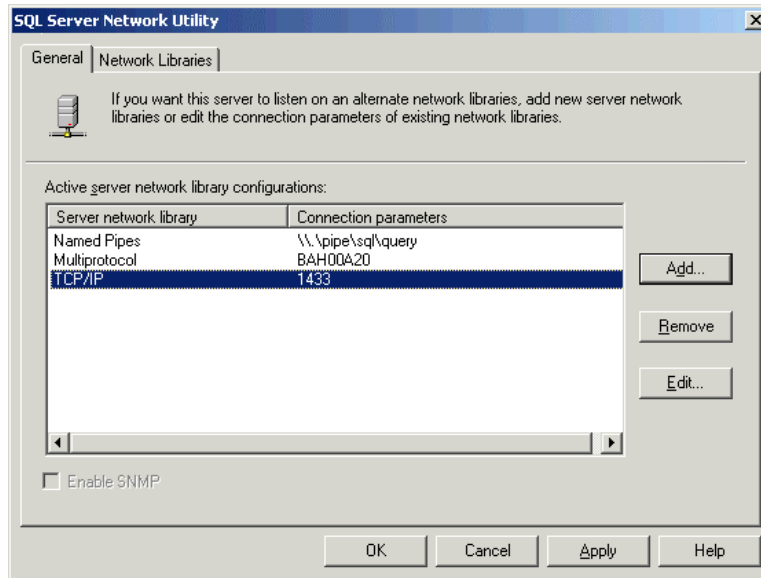 SQL Server Network Utility
General
Network Libraries
If you want this server to listen on an alternate network libraries, add new server network
libraries or edit the connection parameters of existing network libraries.
Active server network library configurations:
Server network library Connection parameters
Named Pipes \\.\pipe\sql\query
Multiprotocol BAH00A20
TCP/IP 1433
Add...
Remove
Edit...
Enable SNMP
OK Cancel Apply Help